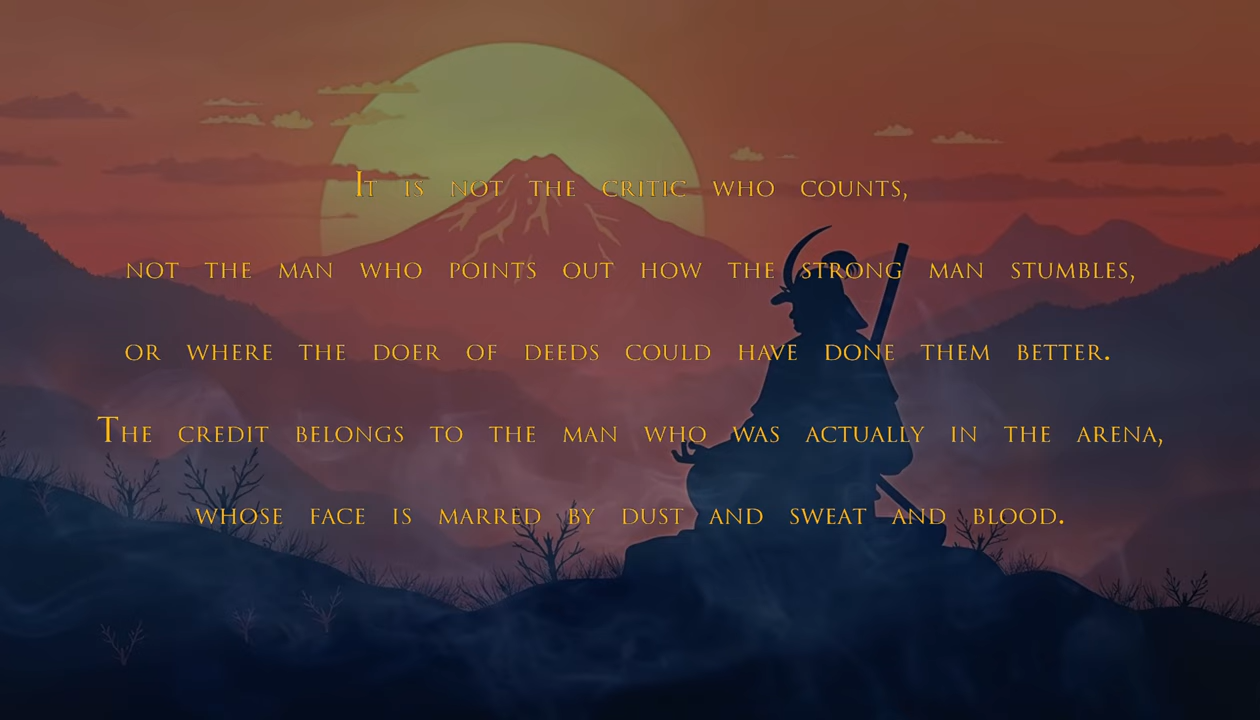 It is not the critic who counts,
not the man who points out how the strong man stumbles,
or where the doer of deeds could have done them better.
The credit belongs to the man who was actually in the arena,
whose face is marred by dust and sweat and blood.